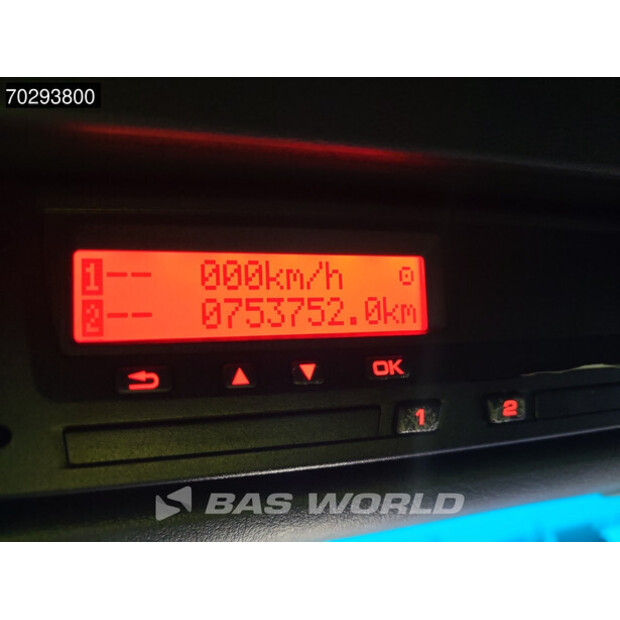 70293800
1-- 000km/h
2-- 0753752.0km
OK
1 2
BAS WORLD